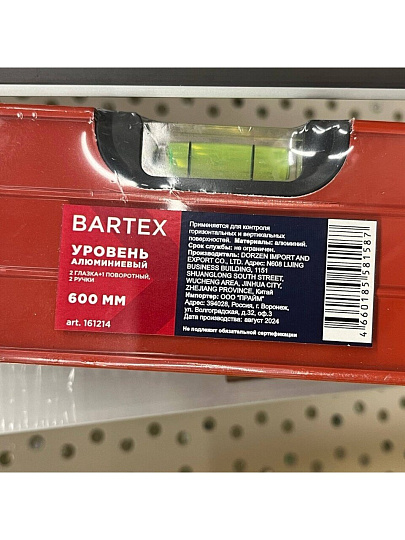 BARTEX
УРОВЕНЬ
АЛЮМИНИЕВЫЙ
2 ГЛАЗКА+1 ПОВОРОТНЫЙ,
2 РУЧКИ
600 ММ
art. 161214
Применяется для контроля
горизонтальных и вертикальных
поверхностей. Материалы: алюминий.
Срок службы: не ограничен.
Производитель: DORZEN IMPORT AND
EXPORT CO., LTD. Адрес: N608 LIJING
BUSINESS BUILDING, 1151
SHUANGLONG SOUTH STREET,
WUCHENG AREA, JINHUA CITY,
ZHEJIANG PROVINCE, Китай
Импортер: ООО "ПРАЙМ"
Адрес: 394028, Россия, г. Воронеж,
ул. Волгоградская, д.32, оф.3
Дата производства: август 2024
Не подлежит обязательной сертификации
4 660185 581587